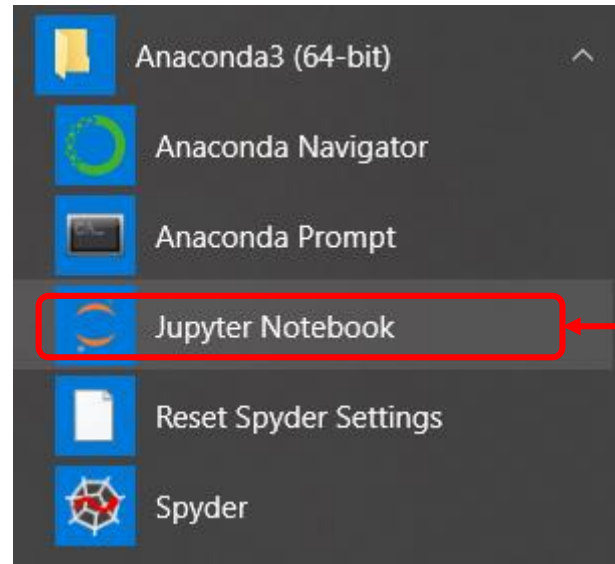 Anaconda3 (64-bit)
Anaconda Navigator
Anaconda Prompt
Jupyter Notebook
Reset Spyder Settings
Spyder